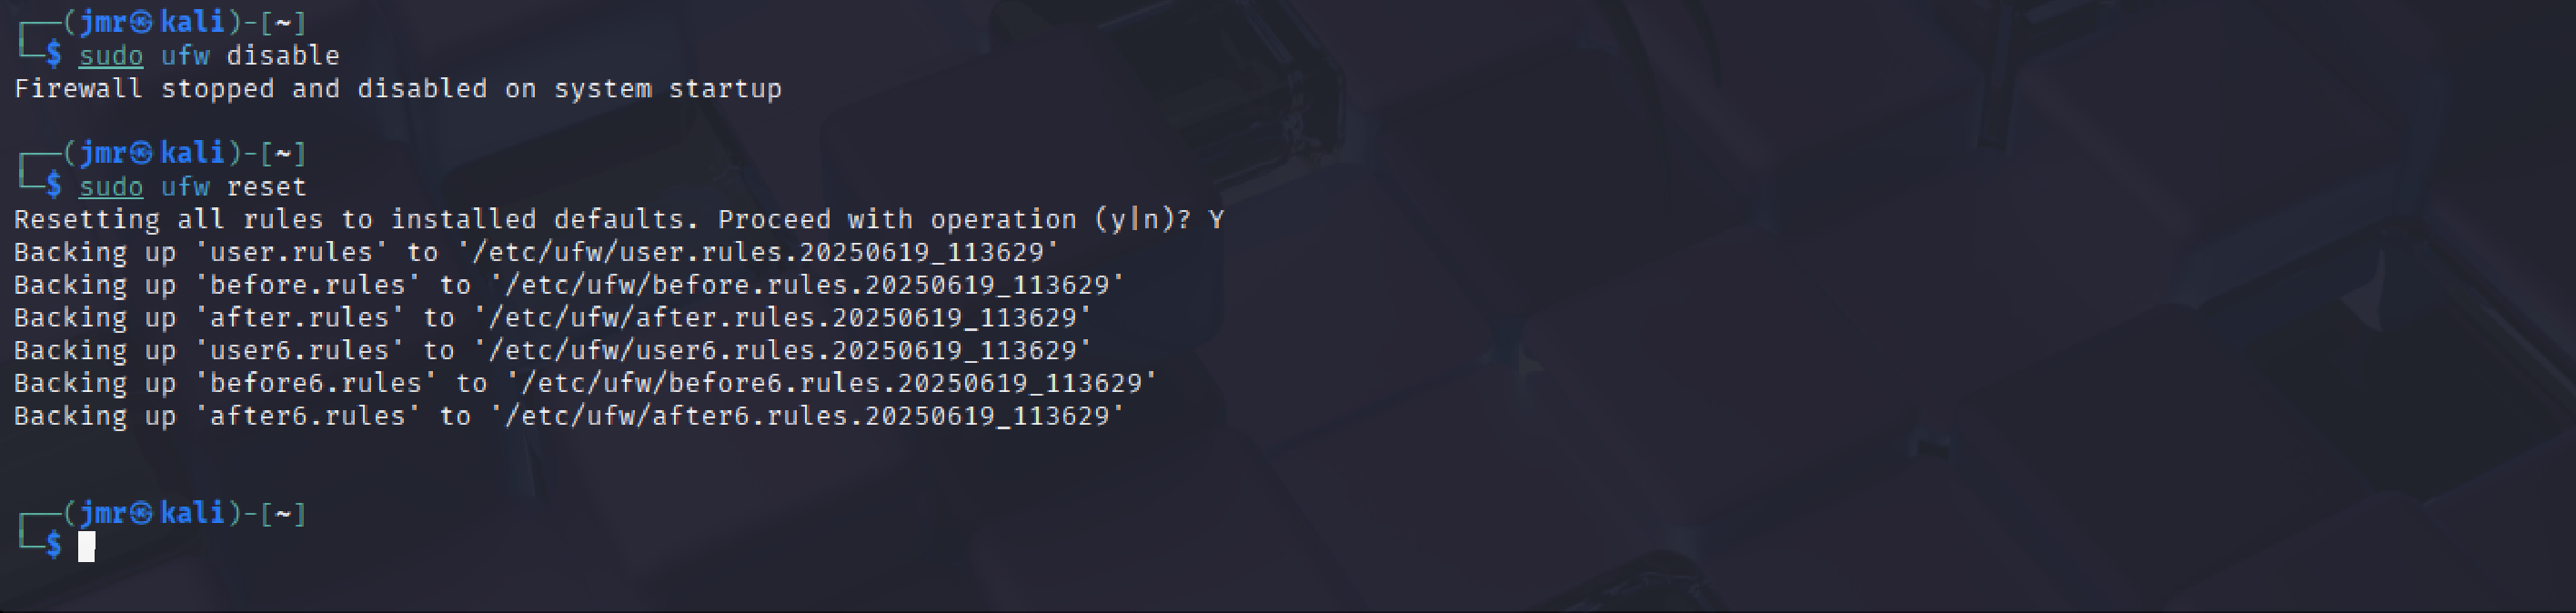 ┌──(jmr㉿kali)-[~]
└─$ sudo ufw disable
Firewall stopped and disabled on system startup
┌──(jmr㉿kali)-[~]
└─$ sudo ufw reset
Resetting all rules to installed defaults. Proceed with operation (y|n)? Y
Backing up 'user.rules' to '/etc/ufw/user.rules.20250619_113629'
Backing up 'before.rules' to '/etc/ufw/before.rules.20250619_113629'
Backing up 'after.rules' to '/etc/ufw/after.rules.20250619_113629'
Backing up 'user6.rules' to '/etc/ufw/user6.rules.20250619_113629'
Backing up 'before6.rules' to '/etc/ufw/before6.rules.20250619_113629'
Backing up 'after6.rules' to '/etc/ufw/after6.rules.20250619_113629'
┌──(jmr㉿kali)-[~]
└─$